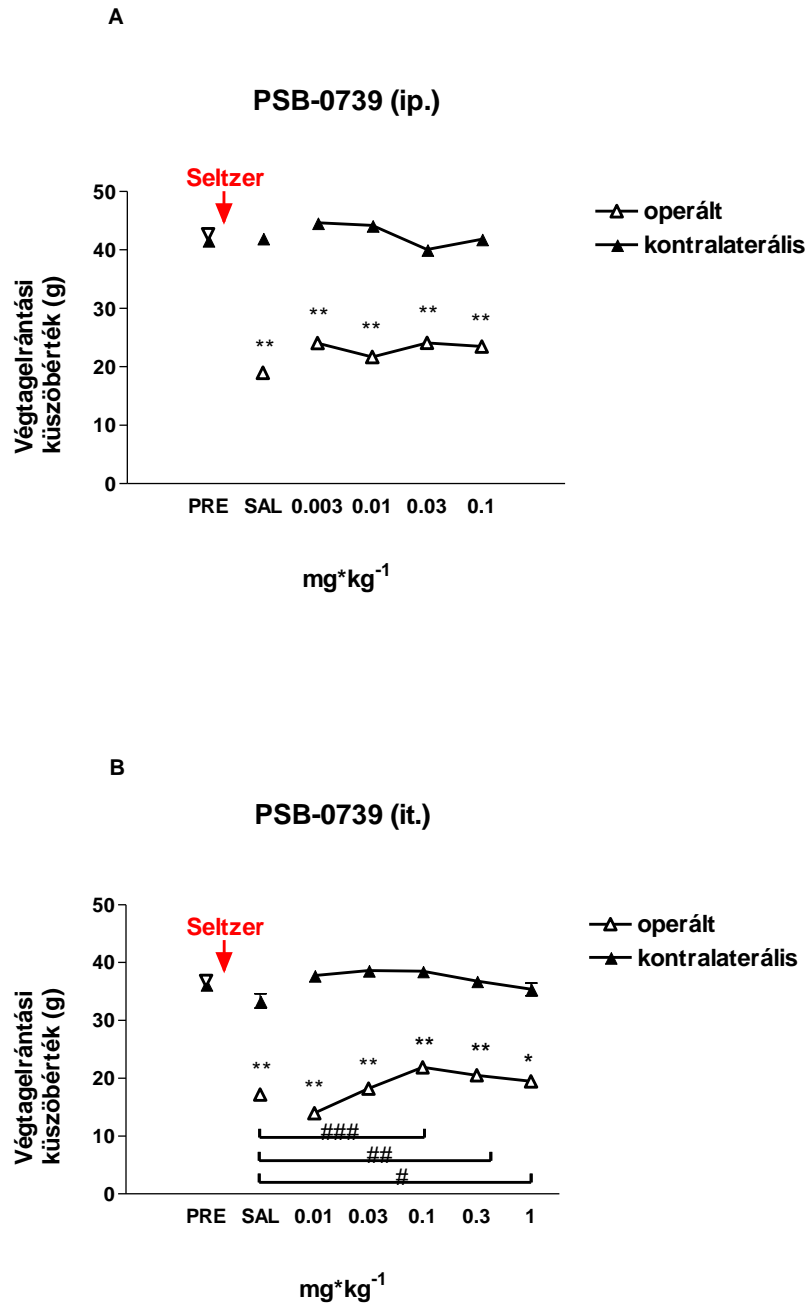 A
PSB-0739 (ip.)
Seltzer
operált
kontralaterális
Végtagelrántási
küszöbérték (g)
50
40
30
20
10
0
** ** ** ** **
PRE SAL 0.003 0.01 0.03 0.1
mg*kg-1
B
PSB-0739 (it.)
Seltzer
operált
kontralaterális
Végtagelrántási
küszöbérték (g)
50
40
30
20
10
0
** ** ** ** ** *
###
##
#
PRE SAL 0.01 0.03 0.1 0.3 1
mg*kg-1